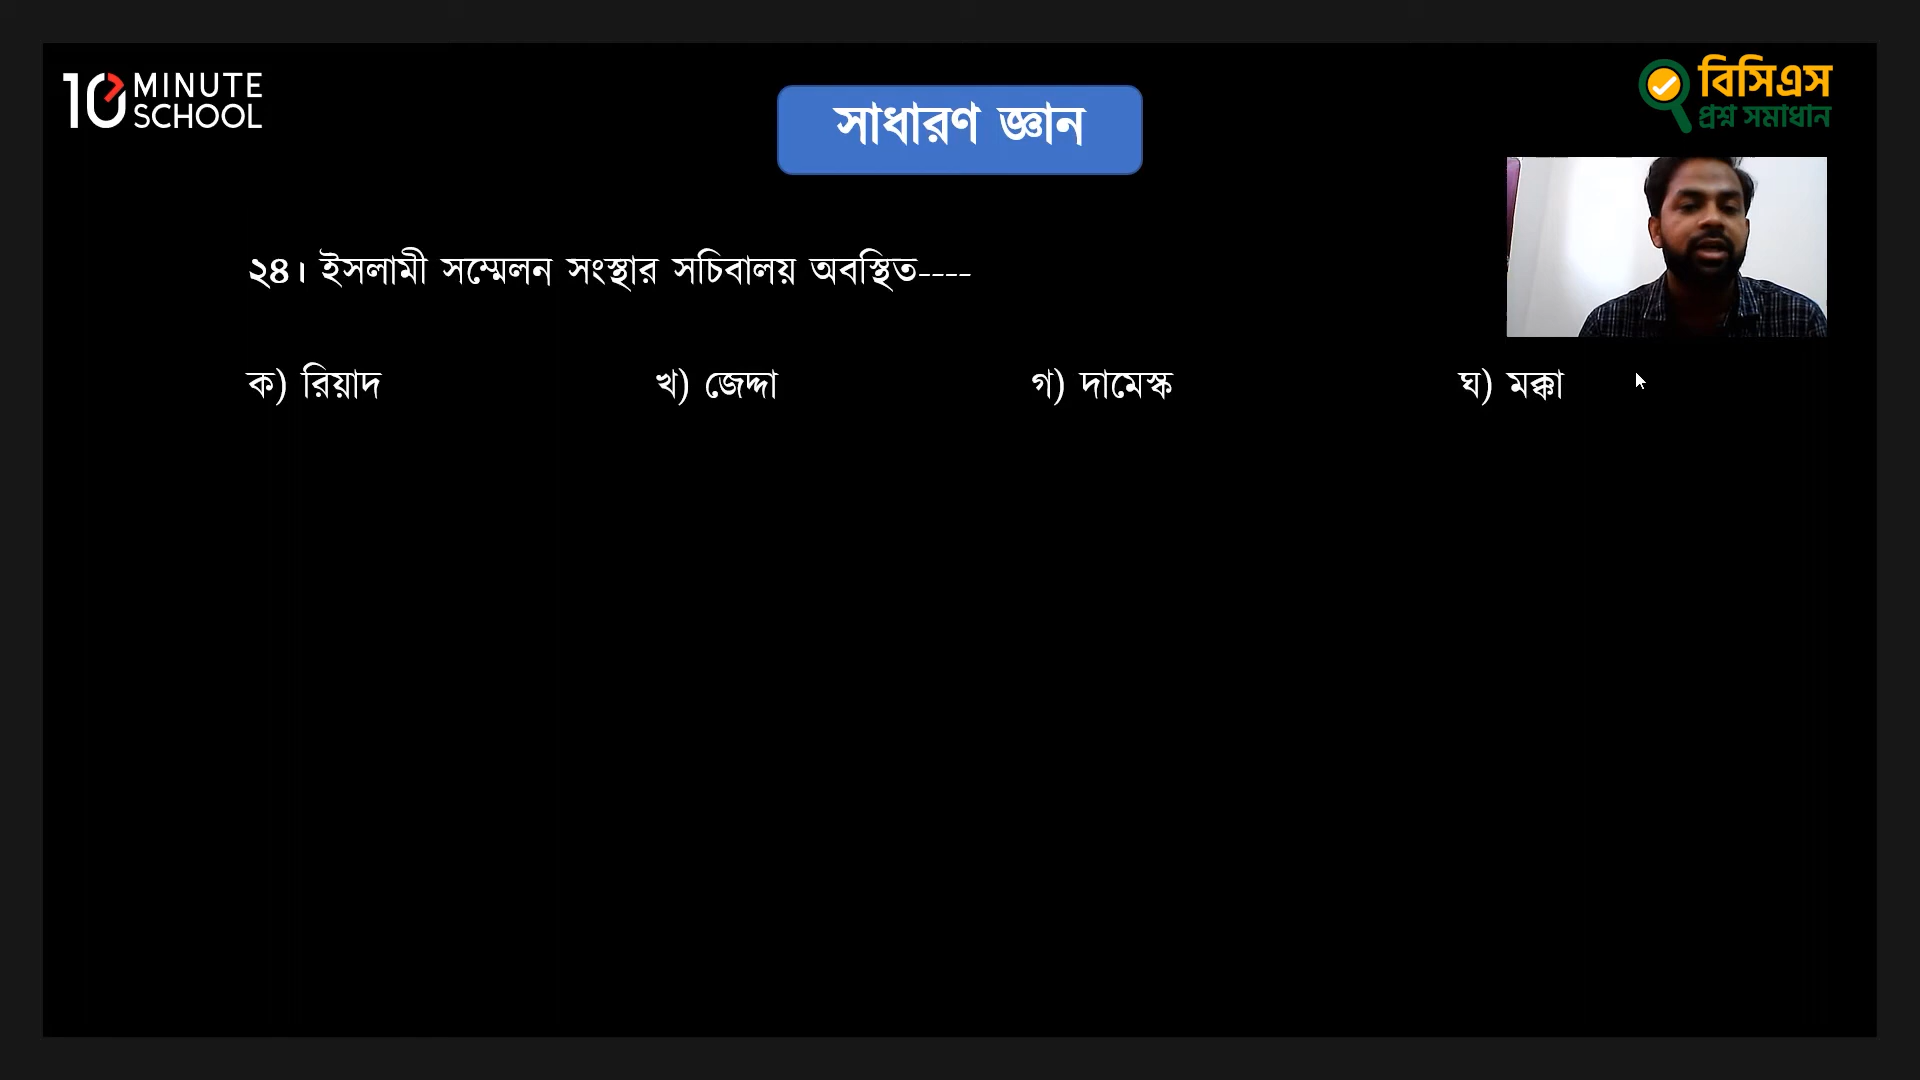 10 MINUTE SCHOOL
সাধারণ জ্ঞান
বিসিএস
প্রশ্ন সমাধান
২৪। ইসলামী সম্মেলন সংস্থার সচিবালয় অবস্থিত----
ক) রিয়াদ খ) জেদ্দা গ) দামেস্ক ঘ) মক্কা